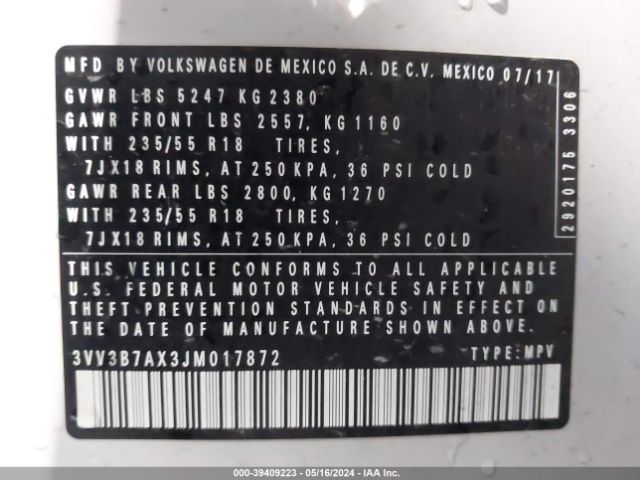 MFD BY VOLKSWAGEN DE MEXICO S.A. DE C.V. MEXICO 07/17
GVWR LBS 5247 KG 2380
GAWR FRONT LBS 2557, KG 1160
WITH 235/55 R18 TIRES,
7JX18 RIMS, AT 250 KPA, 36 PSI COLD
GAWR REAR LBS 2800, KG 1270
WITH 235/55 R18 TIRES,
7JX18 RIMS, AT 250 KPA, 36 PSI COLD
2920175 3306
THIS VEHICLE CONFORMS TO ALL APPLICABLE
U.S. FEDERAL MOTOR VEHICLE SAFETY AND
THEFT PREVENTION STANDARDS IN EFFECT ON
THE DATE OF MANUFACTURE SHOWN ABOVE.
3VV3B7AX3JM017872 TYPE: MPV
000-39409223 - 05/16/2024 - IAA Inc.